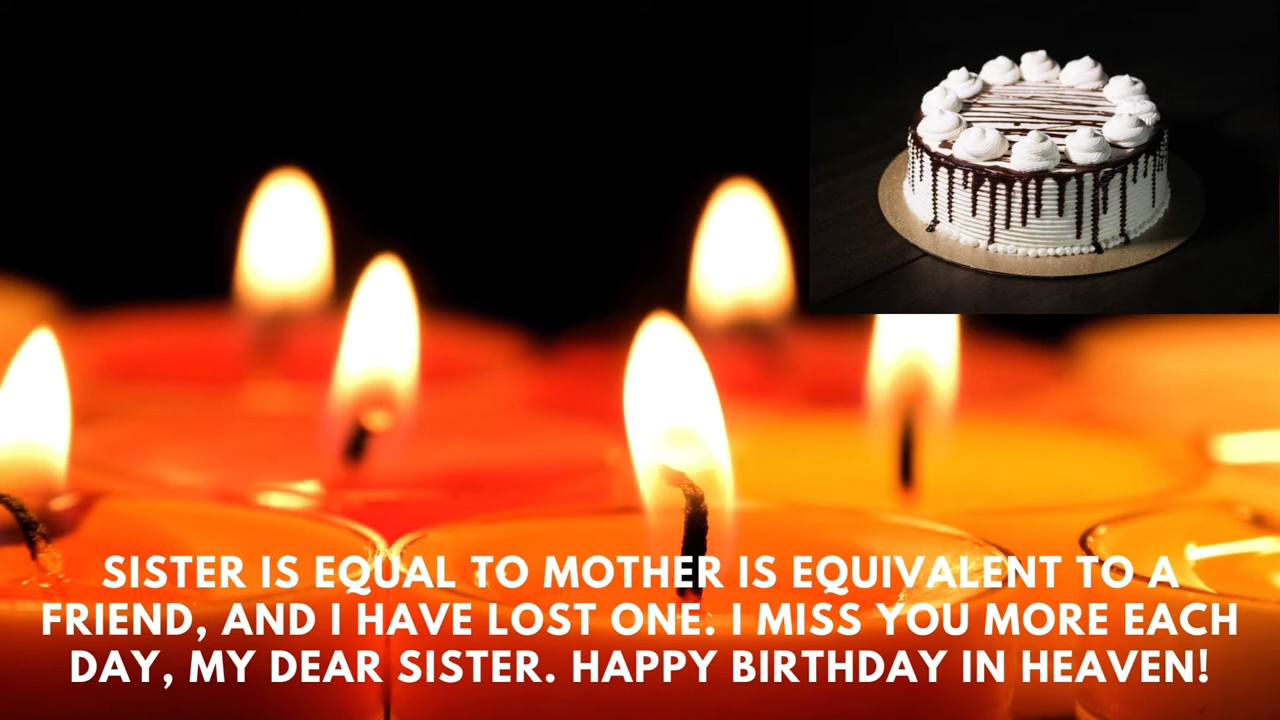 SISTER IS EQUAL TO MOTHER IS EQUIVALENT TO A
FRIEND, AND I HAVE LOST ONE. I MISS YOU MORE EACH
DAY, MY DEAR SISTER. HAPPY BIRTHDAY IN HEAVEN!